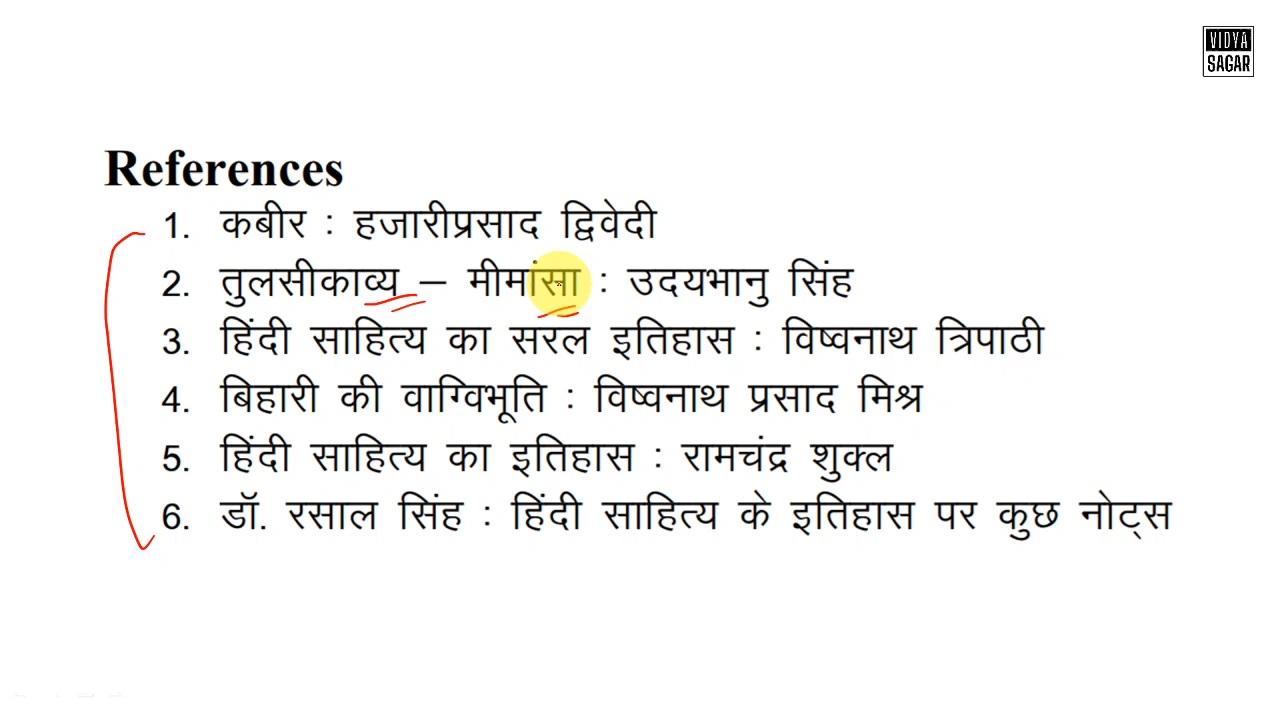 VIDYA
SAGAR
References
1. कबीर : हजारीप्रसाद द्विवेदी
2. तुलसीकाव्य – मीमांसा : उदयभानु सिंह
3. हिंदी साहित्य का सरल इतिहास : विष्वनाथ त्रिपाठी
4. बिहारी की वाग्विभूति : विष्वनाथ प्रसाद मिश्र
5. हिंदी साहित्य का इतिहास : रामचंद्र शुक्ल
6. डॉ. रसाल सिंह : हिंदी साहित्य के इतिहास पर कुछ नोट्स